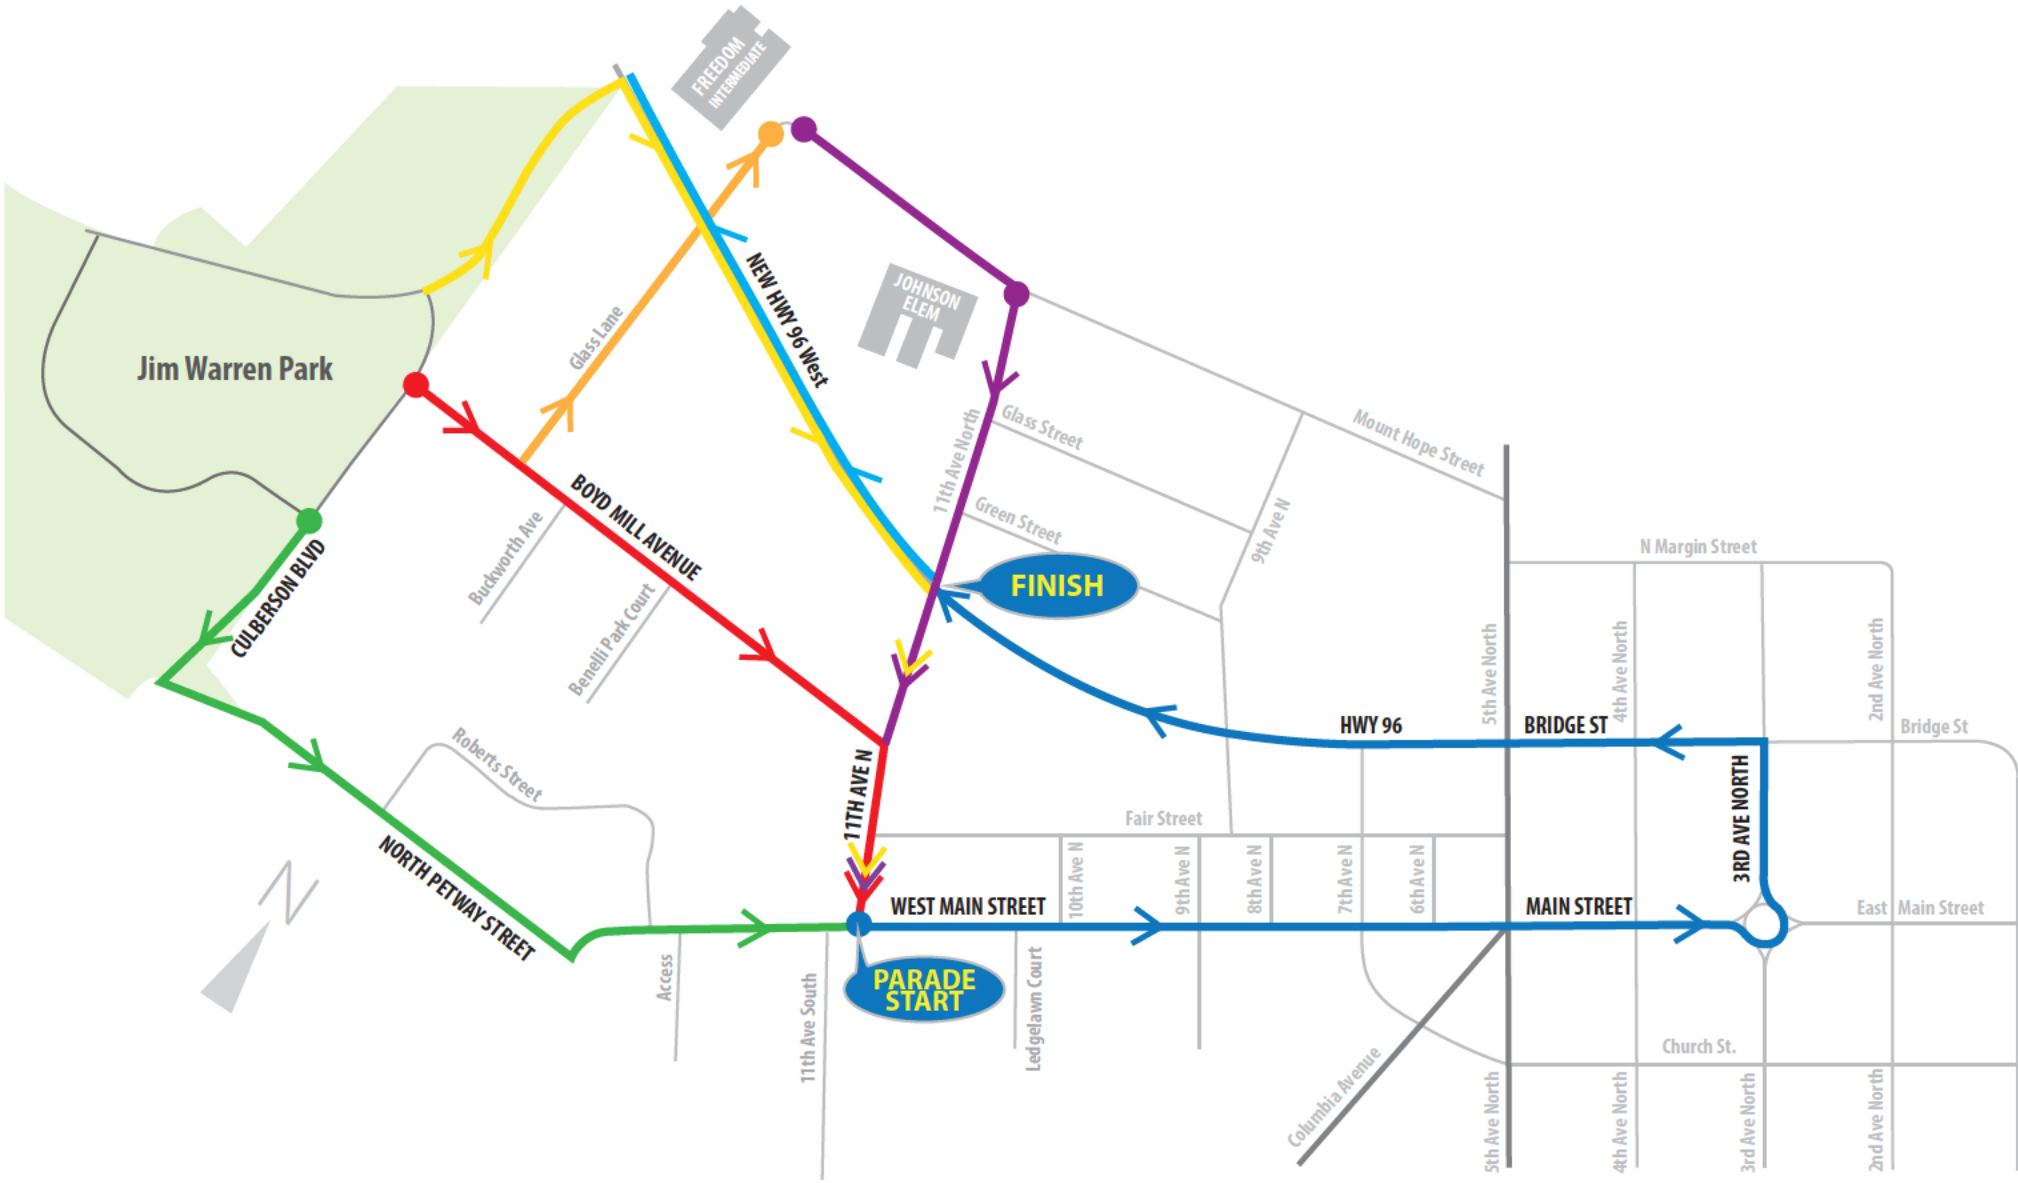 FREEDOM
INTERMEDIATE
JOHNSON
ELEM
NEW HWY 96 West
Glass Lane
Jim Warren Park
11th Ave North
Glass Street
Mount Hope Street
Green Street
9th Ave N
BOYD MILL AVENUE
Buckworth Ave
Benelli Park Court
CULBERSON BLVD
FINISH
N Margin Street
5th Ave North
4th Ave North
2nd Ave North
HWY 96
BRIDGE ST
Bridge St
Roberts Street
11TH AVE N
3RD AVE NORTH
Fair Street
NORTH PETWAY STREET
N
10th Ave N
9th Ave N
8th Ave N
7th Ave N
6th Ave N
WEST MAIN STREET
MAIN STREET
East Main Street
PARADE
START
Access
11th Ave South
Ledgelawn Court
Columbia Avenue
Church St.
5th Ave North
4th Ave North
3rd Ave North
2nd Ave North